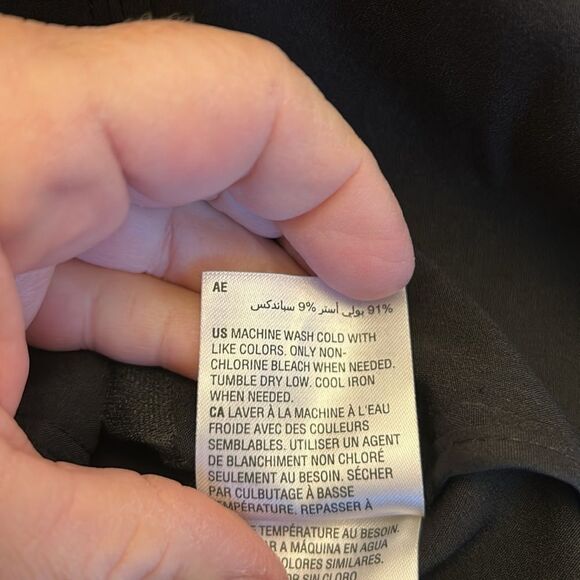 AE
91% بولي أستر 9% سباندكس
US MACHINE WASH COLD WITH
LIKE COLORS. ONLY NON-
CHLORINE BLEACH WHEN NEEDED.
TUMBLE DRY LOW. COOL IRON
WHEN NEEDED.
CA LAVER À LA MACHINE À L'EAU
FROIDE AVEC DES COULEURS
SEMBLABLES. UTILISER UN AGENT
DE BLANCHIMENT NON CHLORÉ
SEULEMENT AU BESOIN. SÉCHER
PAR CULBUTAGE À BASSE
TEMPÉRATURE. REPASSER À
TEMPÉRATURE AU BESOIN.
A MÁQUINA EN AGUA
COLORES SIMILARES.
SIN CLORO